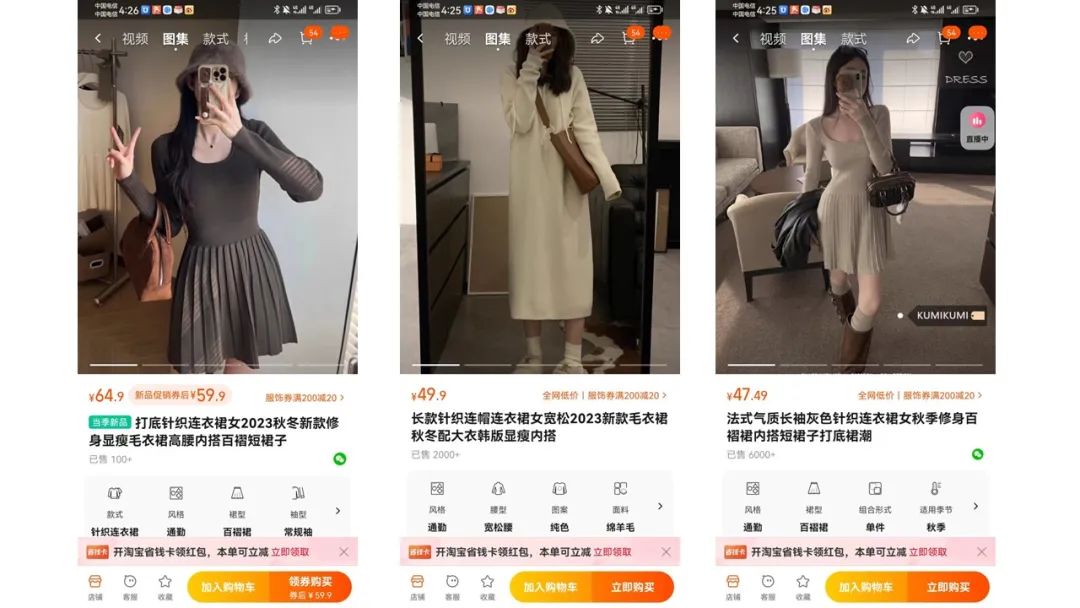 中国电信
中国电信
4:26
54
视频 图集 款式
¥64.9 新品促销券后¥59.9 服饰券满200减20 >
当季新品 打底针织连衣裙女2023秋冬新款修
身显瘦毛衣裙高腰内搭百褶短裙子
已售 100+
款式 风格 裙型 袖型
针织连衣裙 通勤 百褶裙 常规袖
省钱卡 开淘宝省钱卡领红包，本单可立减 立即领取
店铺 客服 收藏
加入购物车
领券购买
券后 ¥59.9
中国电信
中国电信
4:25
54
视频 图集 款式
¥49.9 全网低价 | 服饰券满200减20 >
长款针织连帽连衣裙女宽松2023新款毛衣裙
秋冬配大衣韩版显瘦内搭
已售 2000+
风格 腰型 图案 面料
通勤 宽松腰 纯色 绵羊毛
省钱卡 开淘宝省钱卡领红包，本单可立减 立即领取
店铺 客服 收藏
加入购物车 立即购买
中国电信
中国电信
4:25
54
视频 图集 款式
DRESS
直播中
KUMIKUMI
¥47.49 全网低价 | 服饰券满200减20 >
法式气质长袖灰色针织连衣裙女秋季修身百
褶裙内搭短裙子打底裙潮
已售 6000+
风格 裙型 组合形式 适用季节
通勤 百褶裙 单件 秋季
省钱卡 开淘宝省钱卡领红包，本单可立减 立即领取
店铺 客服 收藏
加入购物车 立即购买